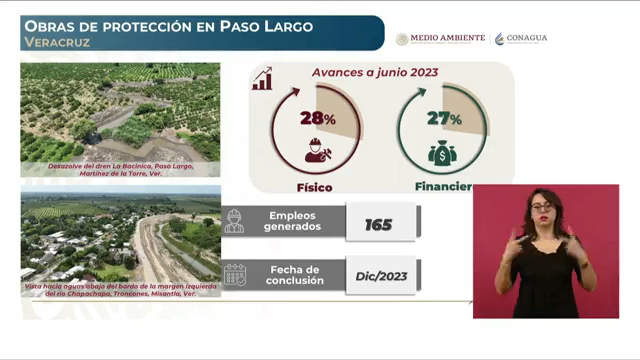 OBRAS DE PROTECCIÓN EN PASO LARGO
VERACRUZ
MEDIO AMBIENTE
CONAGUA
Avances a junio 2023
28%
27%
Físico
Financier
Desazolve del dren La Bacinica, Paso Largo,
Martínez de la Torre, Ver.
Empleos
generados
165
Fecha de
conclusión
Dic/2023
Vista hacia aguas abajo del bordo de la margen izquierda
del río Chapachapa, Troncones, Misantla, Ver.